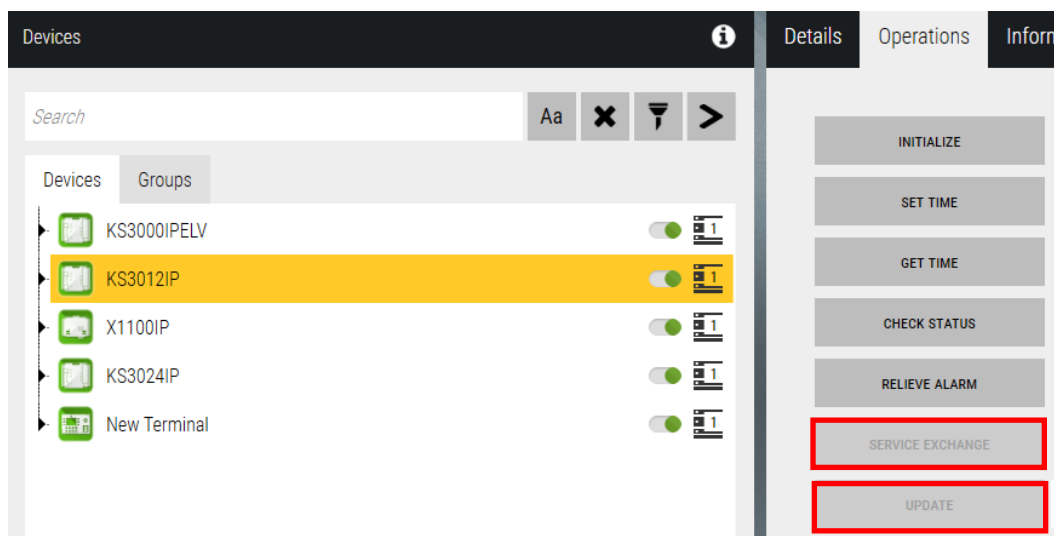 Devices
Details Operations Inforn
Search
Aa
Devices Groups
KS3000IPELV 1
KS3012IP 1
X1100IP 1
KS3024IP 1
New Terminal 1
INITIALIZE
SET TIME
GET TIME
CHECK STATUS
RELIEVE ALARM
SERVICE EXCHANGE
UPDATE